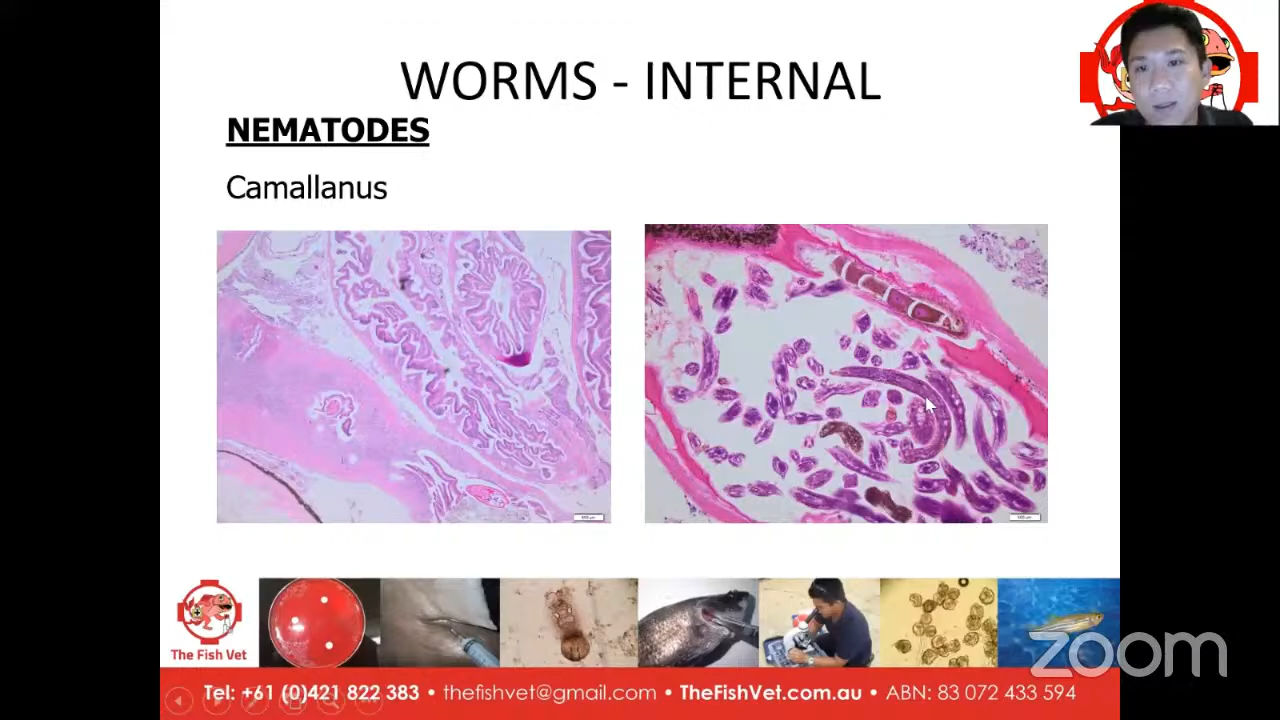 WORMS - INTERNAL
NEMATODES
Camallanus
The Fish Vet
Tel: +61 (0)421 822 383 • thefishvet@gmail.com • TheFishVet.com.au • ABN: 83 072 433 594
zoom